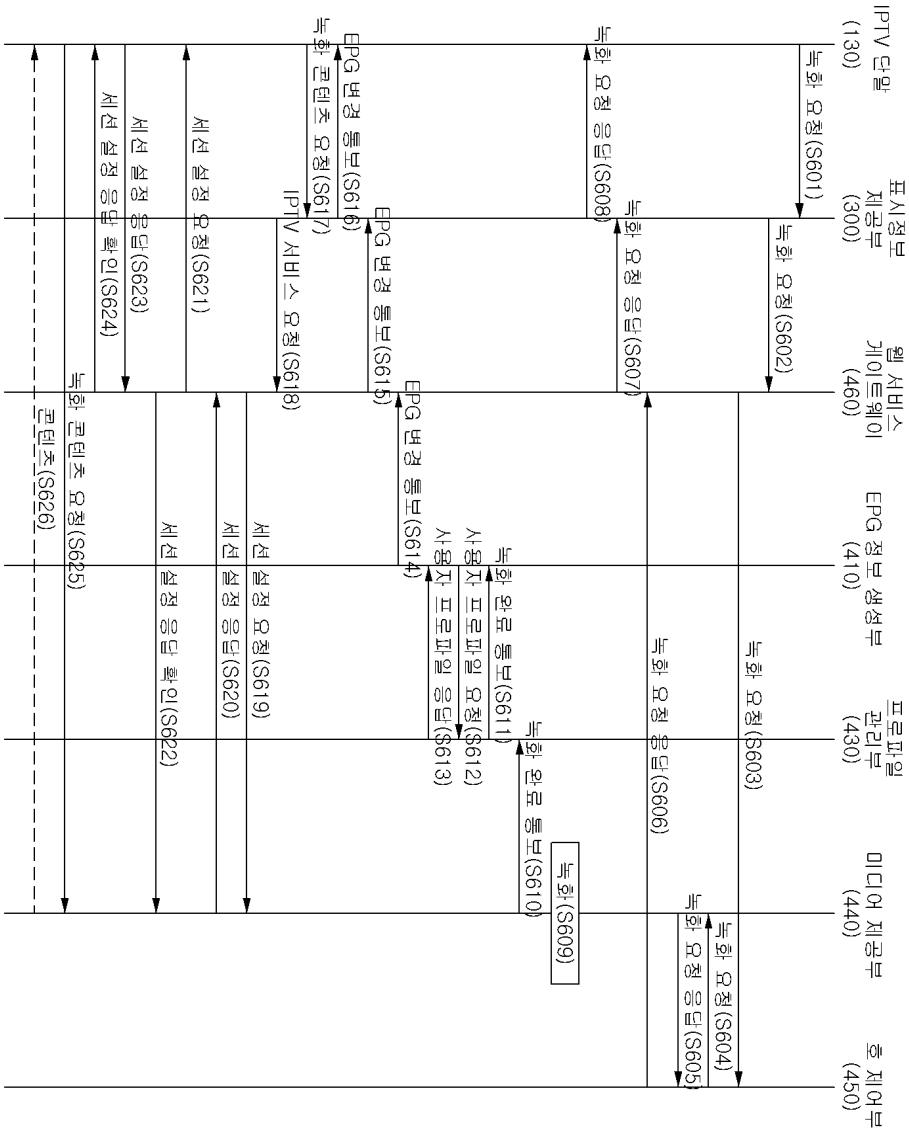 IPTV 단말
(130)
표시정보
제공부
(300)
웹 서비스
게이트웨이
(460)
EPG 정보 생성부
(410)
프로파일
관리부
(430)
미디어 제공부
(440)
호 제어부
(450)
녹화 요청(S601)
녹화 요청(S602)
녹화 요청(S603)
녹화 요청(S604)
녹화 요청 응답(S605)
녹화 요청 응답(S606)
녹화 요청 응답(S607)
녹화 요청 응답(S608)
녹화(S609)
녹화 완료 통보(S610)
녹화 완료 통보(S611)
사용자 프로파일 요청(S612)
사용자 프로파일 응답(S613)
EPG 변경 통보(S614)
EPG 변경 통보(S615)
EPG 변경 통보(S616)
녹화 콘텐츠 요청(S617)
IPTV 서비스 요청(S618)
세션 설정 요청(S619)
세션 설정 응답(S620)
세션 설정 요청(S621)
세션 설정 응답 확인(S622)
세션 설정 응답(S623)
세션 설정 응답 확인(S624)
녹화 콘텐츠 요청(S625)
콘텐츠(S626)